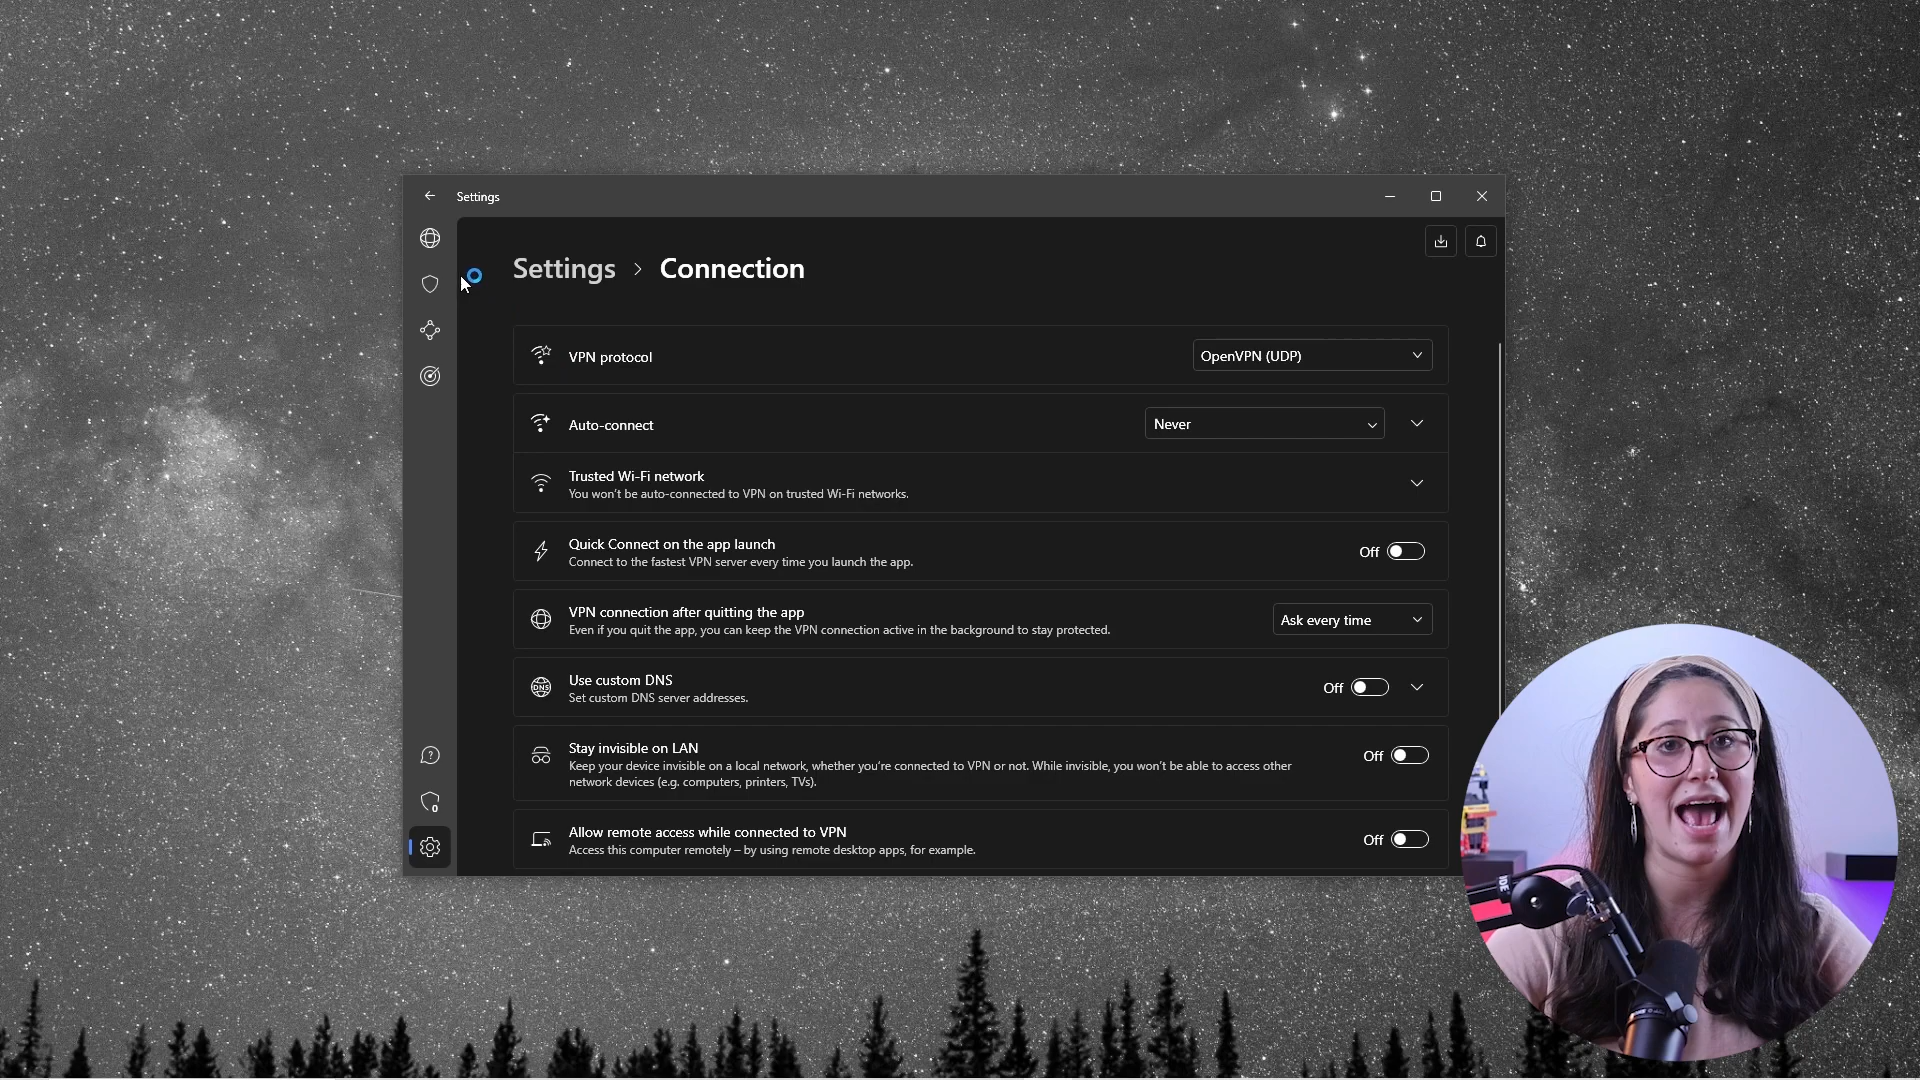 Settings
Settings > Connection
VPN protocol
OpenVPN (UDP)
Auto-connect
Never
Trusted Wi-Fi network
You won't be auto-connected to VPN on trusted Wi-Fi networks.
Quick Connect on the app launch
Connect to the fastest VPN server every time you launch the app.
Off
VPN connection after quitting the app
Even if you quit the app, you can keep the VPN connection active in the background to stay protected.
Ask every time
DNS
Use custom DNS
Set custom DNS server addresses.
Off
Stay invisible on LAN
Keep your device invisible on a local network, whether you're connected to VPN or not. While invisible, you won't be able to access other
network devices (e.g. computers, printers, TVs).
Off
Allow remote access while connected to VPN
Access this computer remotely – by using remote desktop apps, for example.
Off
?
0